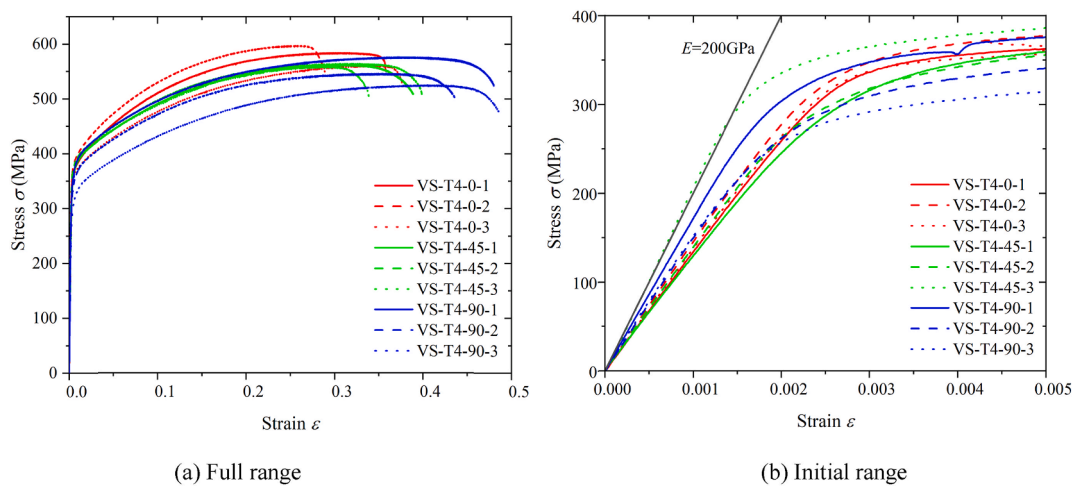 600
500
400
300
200
100
0
Stress σ (MPa)
0.0 0.1 0.2 0.3 0.4 0.5
Strain ε
VS-T4-0-1
VS-T4-0-2
VS-T4-0-3
VS-T4-45-1
VS-T4-45-2
VS-T4-45-3
VS-T4-90-1
VS-T4-90-2
VS-T4-90-3
(a) Full range
400
300
200
100
0
Stress σ (MPa)
E=200GPa
0.000 0.001 0.002 0.003 0.004 0.005
Strain ε
VS-T4-0-1
VS-T4-0-2
VS-T4-0-3
VS-T4-45-1
VS-T4-45-2
VS-T4-45-3
VS-T4-90-1
VS-T4-90-2
VS-T4-90-3
(b) Initial range